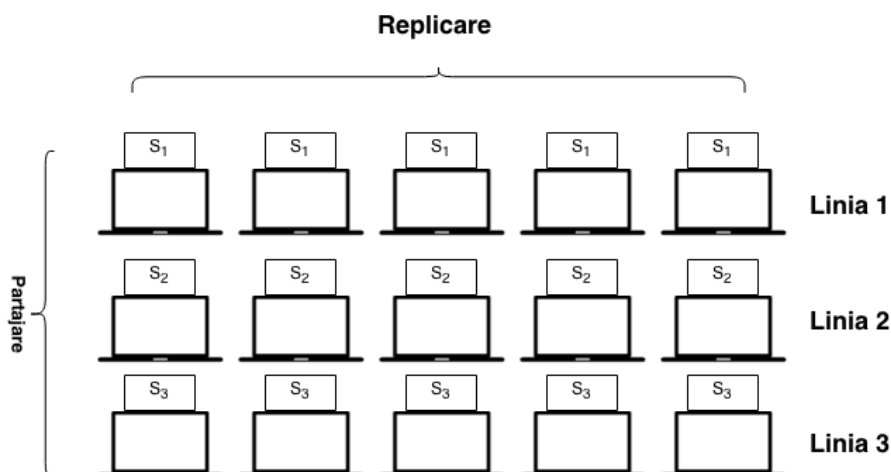 Replicare
S1 S1 S1 S1 S1
Linia 1
Partajare
S2 S2 S2 S2 S2
Linia 2
S3 S3 S3 S3 S3
Linia 3